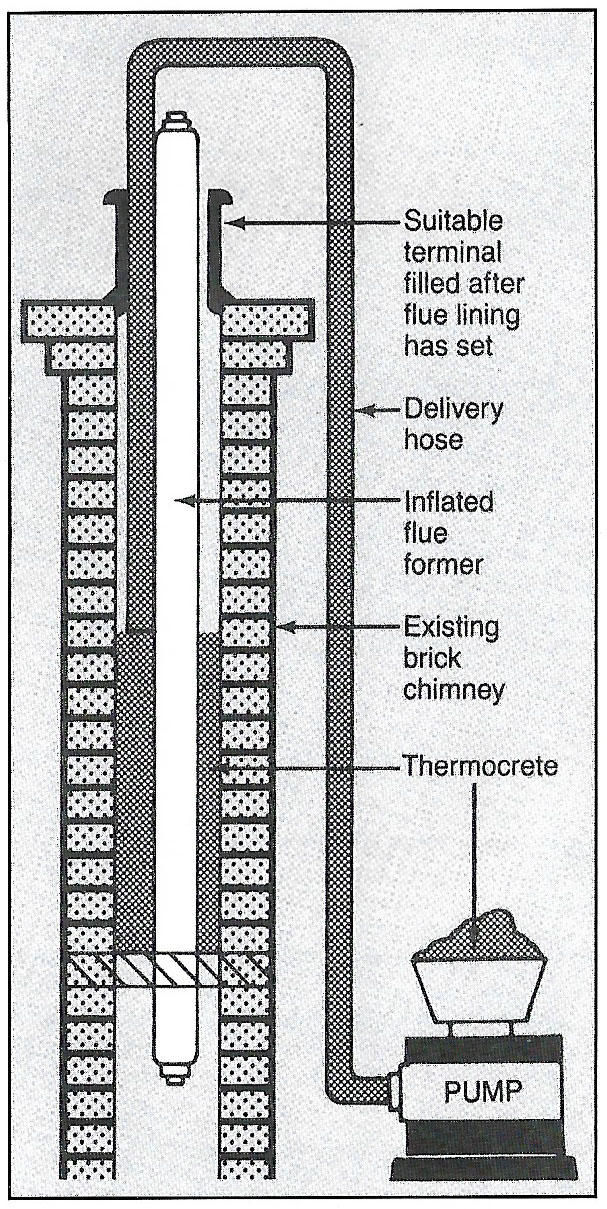 Suitable
terminal
filled after
flue lining
has set
Delivery
hose
Inflated
flue
former
Existing
brick
chimney
Thermocrete
PUMP